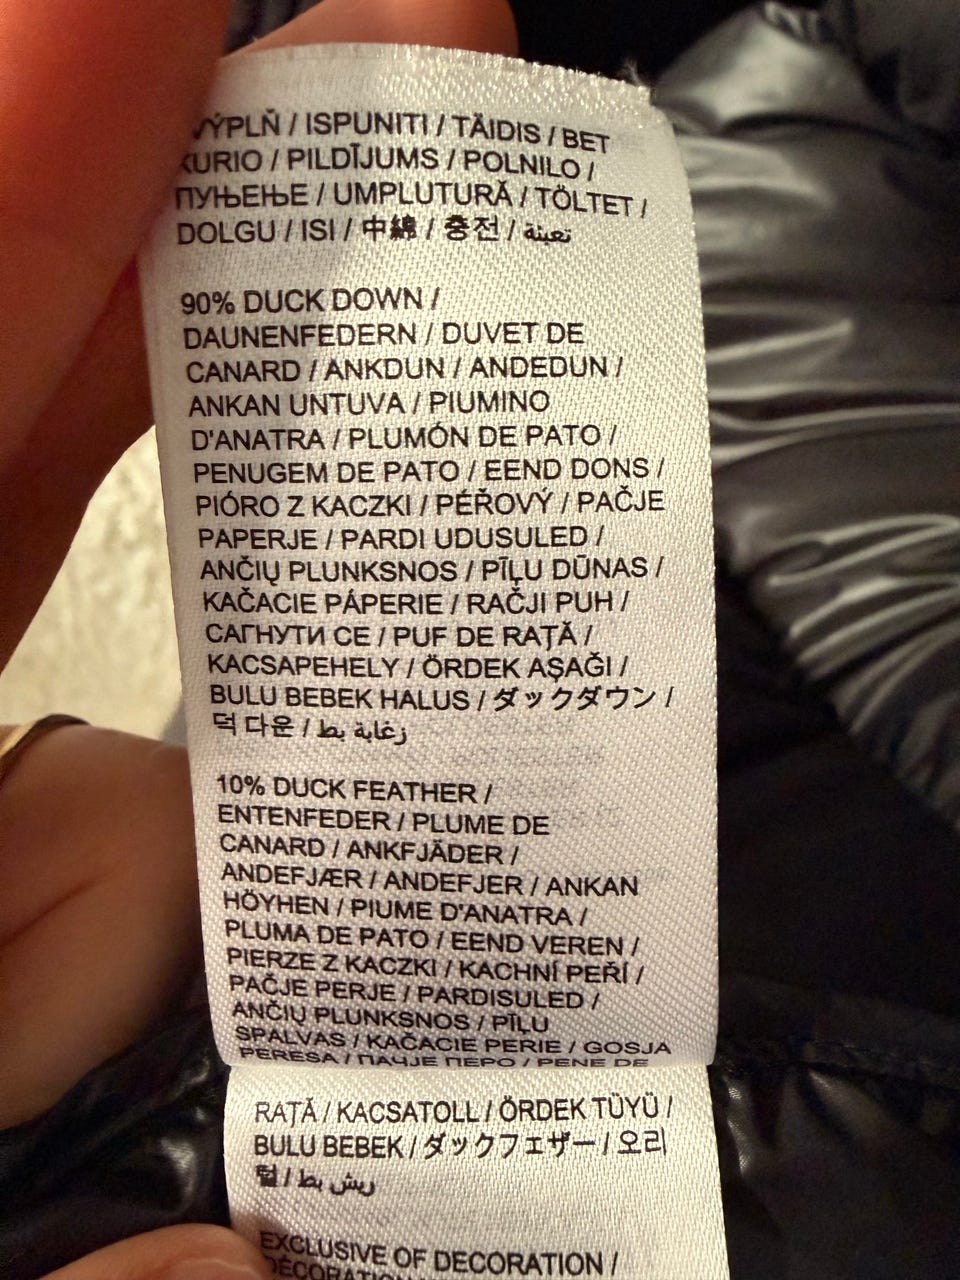 VÝPLŇ / ISPUNITI / TÄIDIS / BET
KURIO / PILDĪJUMS / POLNILO /
ПУЊЕЊЕ / UMPLUTURĂ / TÖLTET /
DOLGU / ISI / 中綿 / 충전 / تعبئة
90% DUCK DOWN /
DAUNENFEDERN / DUVET DE
CANARD / ANKDUN / ANDEDUN /
ANKAN UNTUVA / PIUMINO
D'ANATRA / PLUMÓN DE PATO /
PENUGEM DE PATO / EEND DONS /
PIÓRO Z KACZKI / PÉŘOVÝ / PAČJE
PAPERJE / PARDI UDUSULED /
ANČIŲ PLUNKSNOS / PĪĻU DŪNAS /
KAČACIE PÁPERIE / RAČJI PUH /
САГНУТИ СЕ / PUF DE RAȚĂ /
KACSAPEHELY / ÖRDEK AŞAĞI /
BULU BEBEK HALUS / ダックダウン /
덕 다운 / زغابة بط
10% DUCK FEATHER /
ENTENFEDER / PLUME DE
CANARD / ANKFJÄDER /
ANDEFJÆR / ANDEFJER / ANKAN
HÖYHEN / PIUME D'ANATRA /
PLUMA DE PATO / EEND VEREN /
PIERZE Z KACZKI / KACHNÍ PEŘÍ /
PAČJE PERJE / PARDISULED /
ANČIŲ PLUNKSNOS / PĪĻU
SPALVAS / KAČACIE PERIE / GOSJA
PERESA / ПАЧЈЕ ПЕРО / PENE DE
RAȚĂ / KACSATOLL / ÖRDEK TÜYÜ /
BULU BEBEK / ダックフェザー / 오리
털 / ريش بط
EXCLUSIVE OF DECORATION /
DÉCORATION